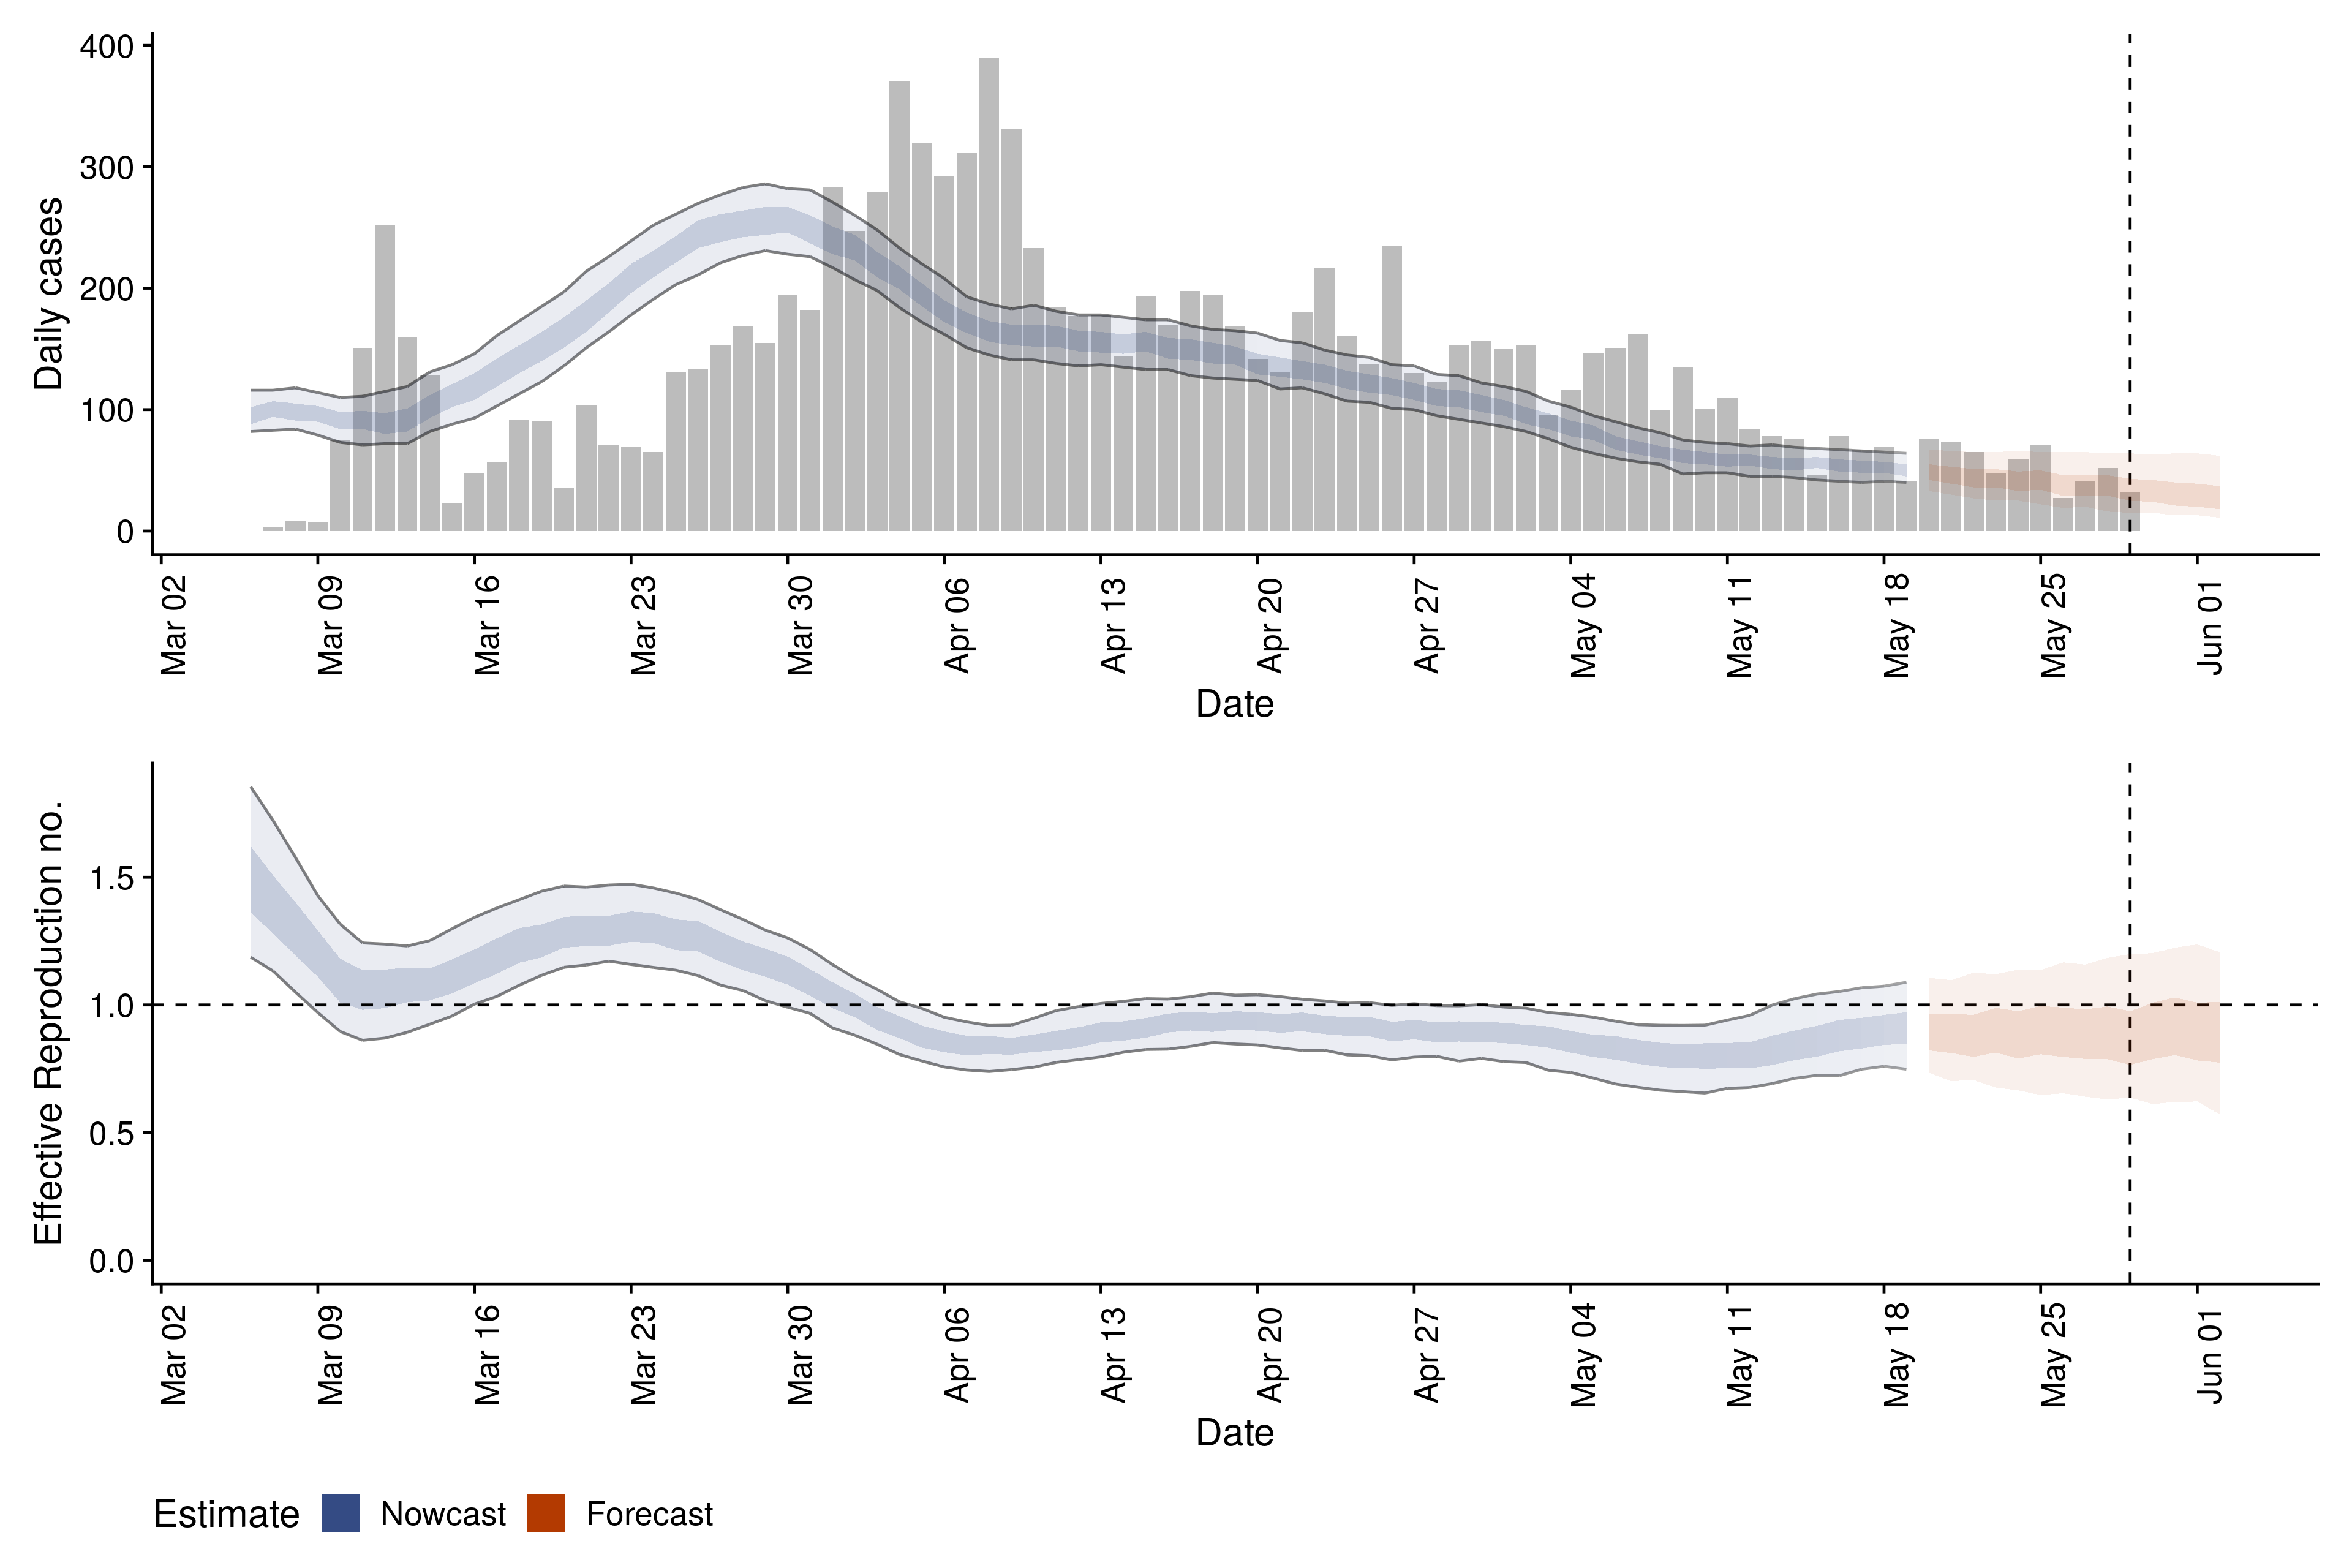 Daily cases
400
300
200
100
0
Mar 02
Mar 09
Mar 16
Mar 23
Mar 30
Apr 06
Apr 13
Apr 20
Apr 27
May 04
May 11
May 18
May 25
Jun 01
Date
Effective Reproduction no.
1.5
1.0
0.5
0.0
Mar 02
Mar 09
Mar 16
Mar 23
Mar 30
Apr 06
Apr 13
Apr 20
Apr 27
May 04
May 11
May 18
May 25
Jun 01
Date
Estimate Nowcast Forecast